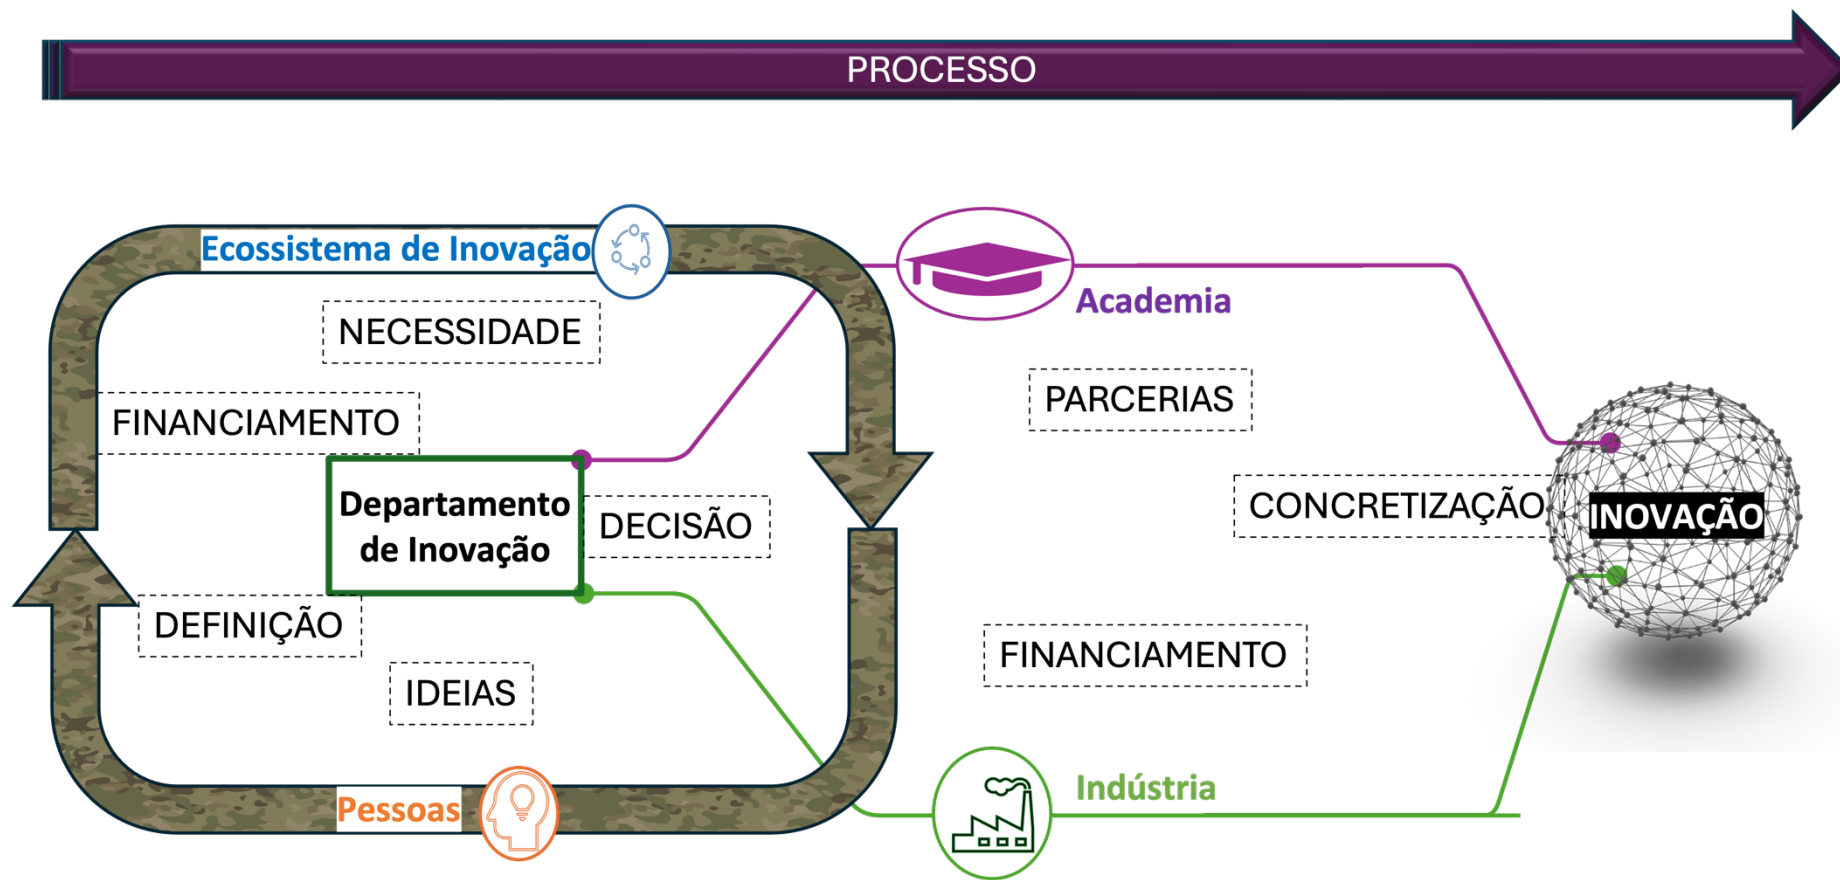 PROCESSO
Ecossistema de Inovação
NECESSIDADE
FINANCIAMENTO
Departamento
de Inovação
DECISÃO
DEFINIÇÃO
IDEIAS
Pessoas
Academia
PARCERIAS
CONCRETIZAÇÃO
INOVAÇÃO
FINANCIAMENTO
Indústria